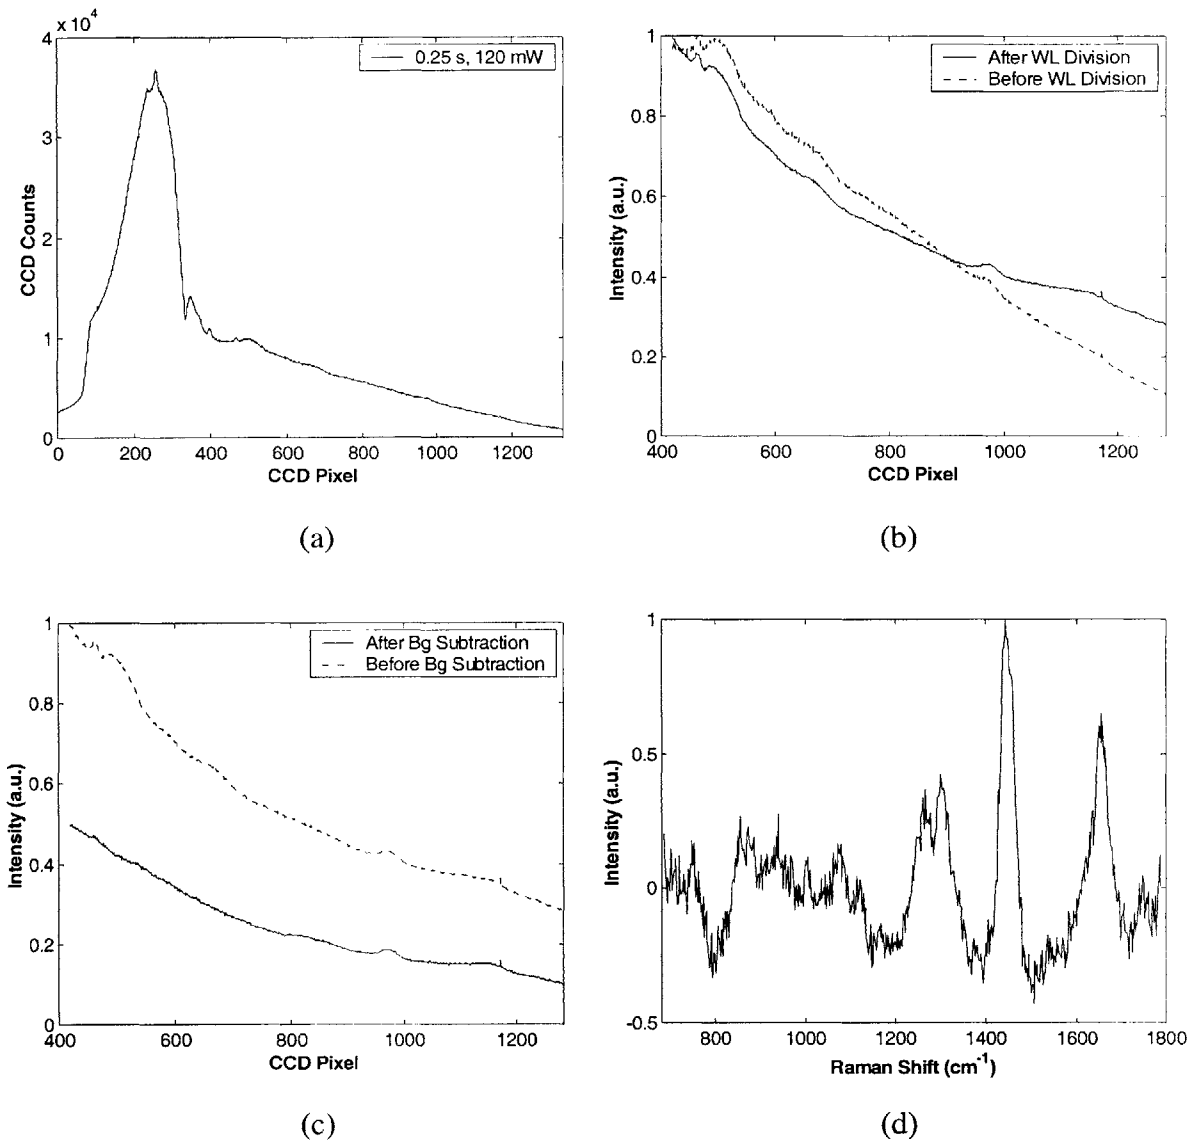 x 10⁴
4
0.25 s, 120 mW
3
2
1
0
CCD Counts
0 200 400 600 800 1000 1200
CCD Pixel
(a)
1
After WL Division
Before WL Division
0.8
0.6
0.4
0.2
0
Intensity (a.u.)
400 600 800 1000 1200
CCD Pixel
(b)
1
After Bg Subtraction
Before Bg Subtraction
0.8
0.6
0.4
0.2
0
Intensity (a.u.)
400 600 800 1000 1200
CCD Pixel
(c)
1
0.5
0
-0.5
Intensity (a.u.)
800 1000 1200 1400 1600 1800
Raman Shift (cm⁻¹)
(d)